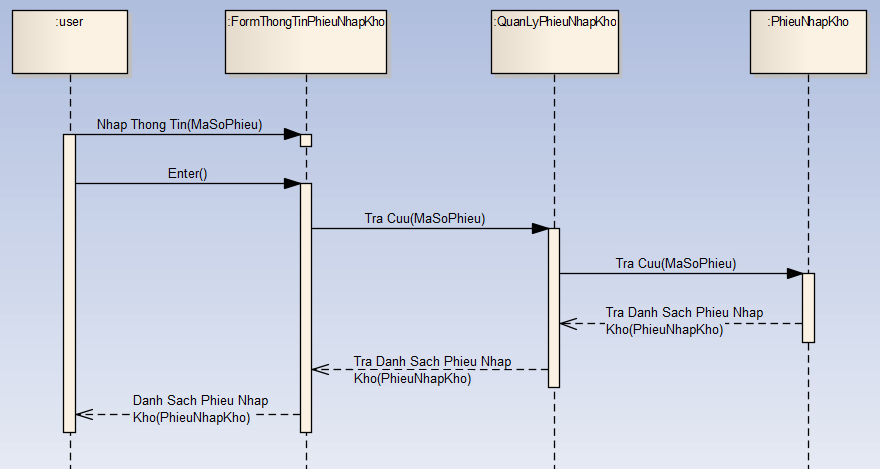 :user
:FormThongTinPhieuNhapKho
:QuanLyPhieuNhapKho
:PhieuNhapKho
Nhap Thong Tin(MaSoPhieu)
Enter()
Tra Cuu(MaSoPhieu)
Tra Cuu(MaSoPhieu)
Tra Danh Sach Phieu Nhap
Kho(PhieuNhapKho)
Tra Danh Sach Phieu Nhap
Kho(PhieuNhapKho)
Danh Sach Phieu Nhap
Kho(PhieuNhapKho)